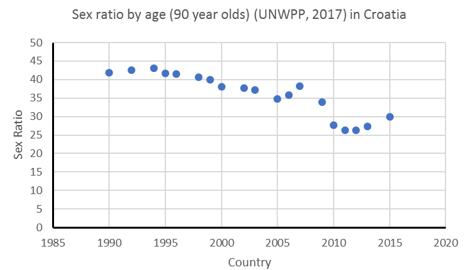 Sex ratio by age (90 year olds) (UNWPP, 2017) in Croatia
50
45
40
35
30
25
20
15
10
5
0
Sex Ratio
1985 1990 1995 2000 2005 2010 2015 2020
Country